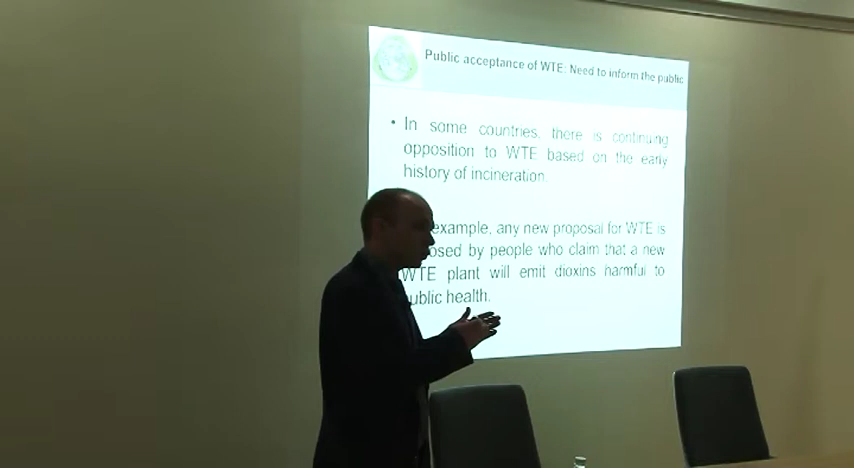 Public acceptance of WTE: Need to inform the public
• In some countries, there is continuing
opposition to WTE based on the early
history of incineration.
example, any new proposal for WTE is
osed by people who claim that a new
WTE plant will emit dioxins harmful to
ublic health.